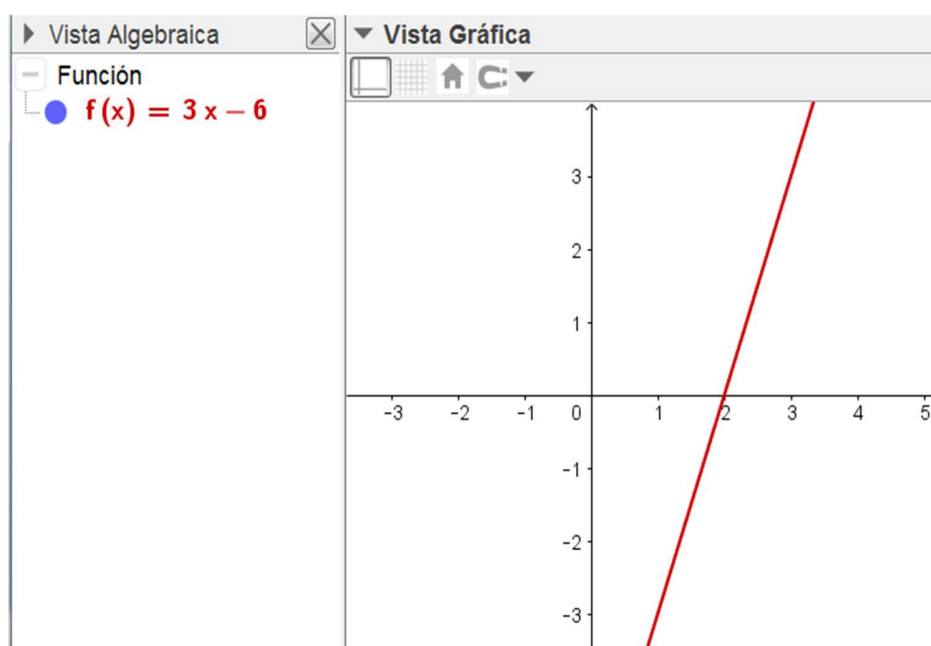 Vista Algebraica
Función
f(x) = 3 x – 6
Vista Gráfica
3
2
1
-3 -2 -1 0 1 2 3 4 5
-1
-2
-3